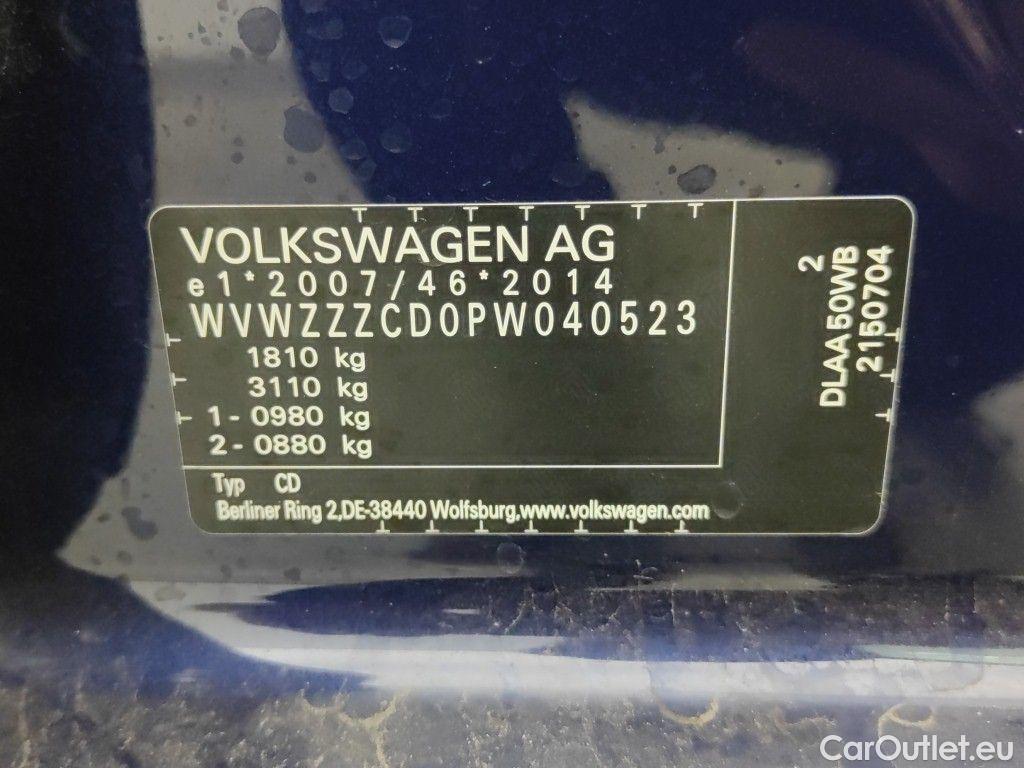 VOLKSWAGEN AG
e1*2007/46*2014
WVWZZZCD0PW040523
1810 kg
3110 kg
1- 0980 kg
2- 0880 kg
Typ CD
Berliner Ring 2,DE-38440 Wolfsburg,www.volkswagen.com
2
DLAA50WB
2150704
CarOutlet.eu